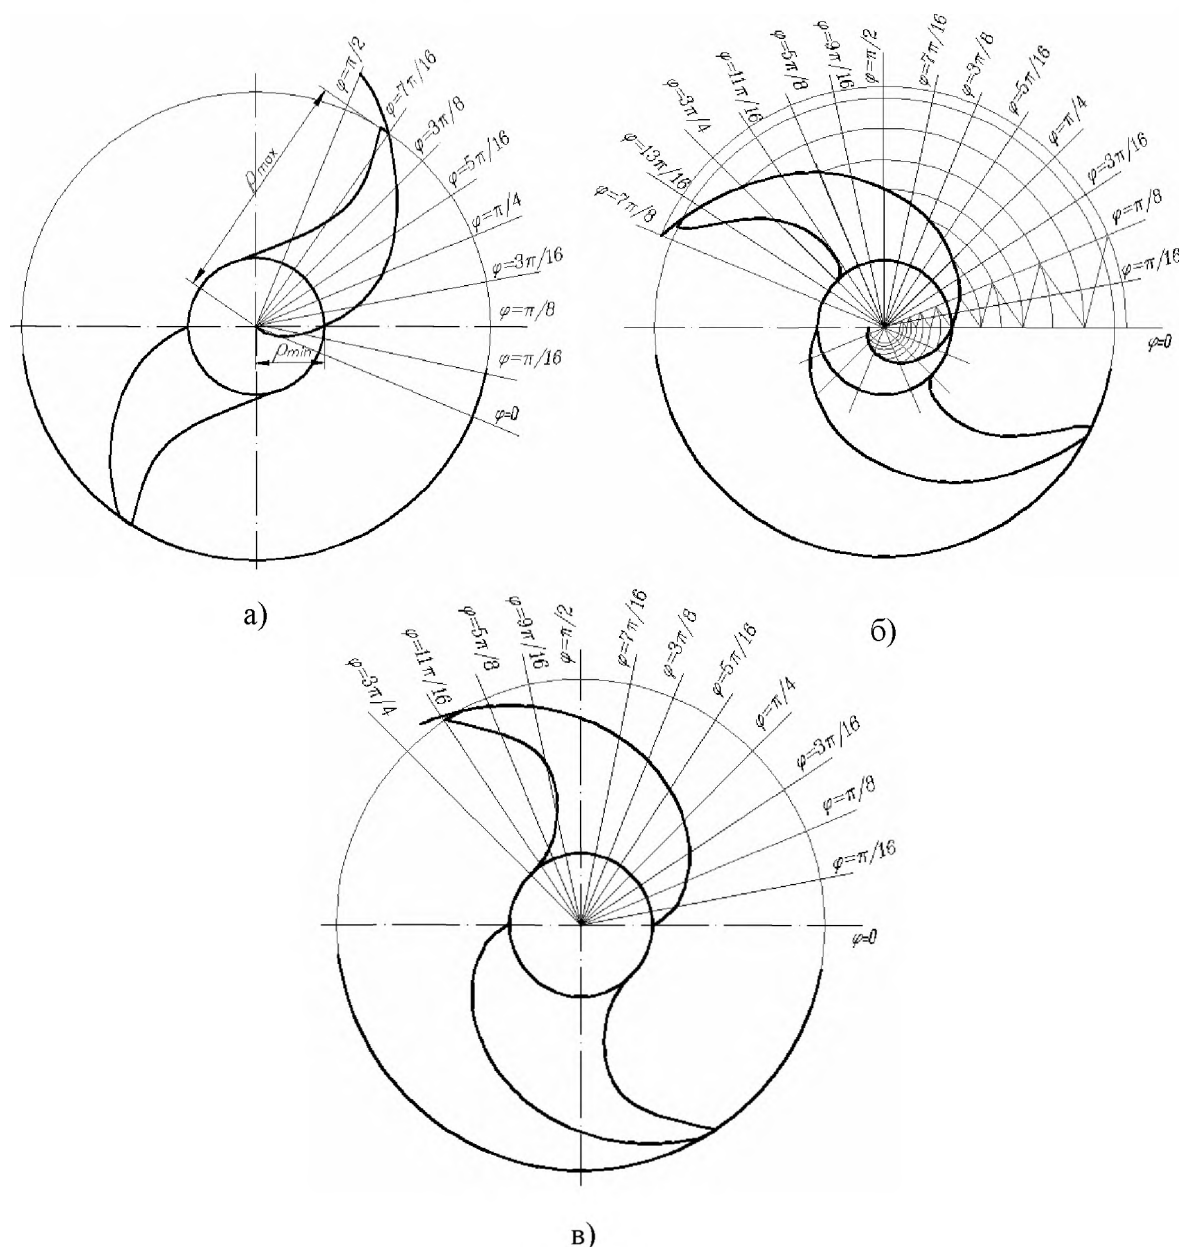 φ=π/2
φ=7π/16
φ=3π/8
φ=5π/16
φ=π/4
φ=3π/16
φ=π/8
φ=π/16
φ=0
ρmax
ρmin
а)
φ=7π/8
φ=13π/16
φ=3π/4
φ=11π/16
φ=5π/8
φ=9π/16
φ=π/2
φ=7π/16
φ=3π/8
φ=5π/16
φ=π/4
φ=3π/16
φ=π/8
φ=π/16
φ=0
б)
φ=3π/4
φ=11π/16
φ=5π/8
φ=9π/16
φ=π/2
φ=7π/16
φ=3π/8
φ=5π/16
φ=π/4
φ=3π/16
φ=π/8
φ=π/16
φ=0
в)